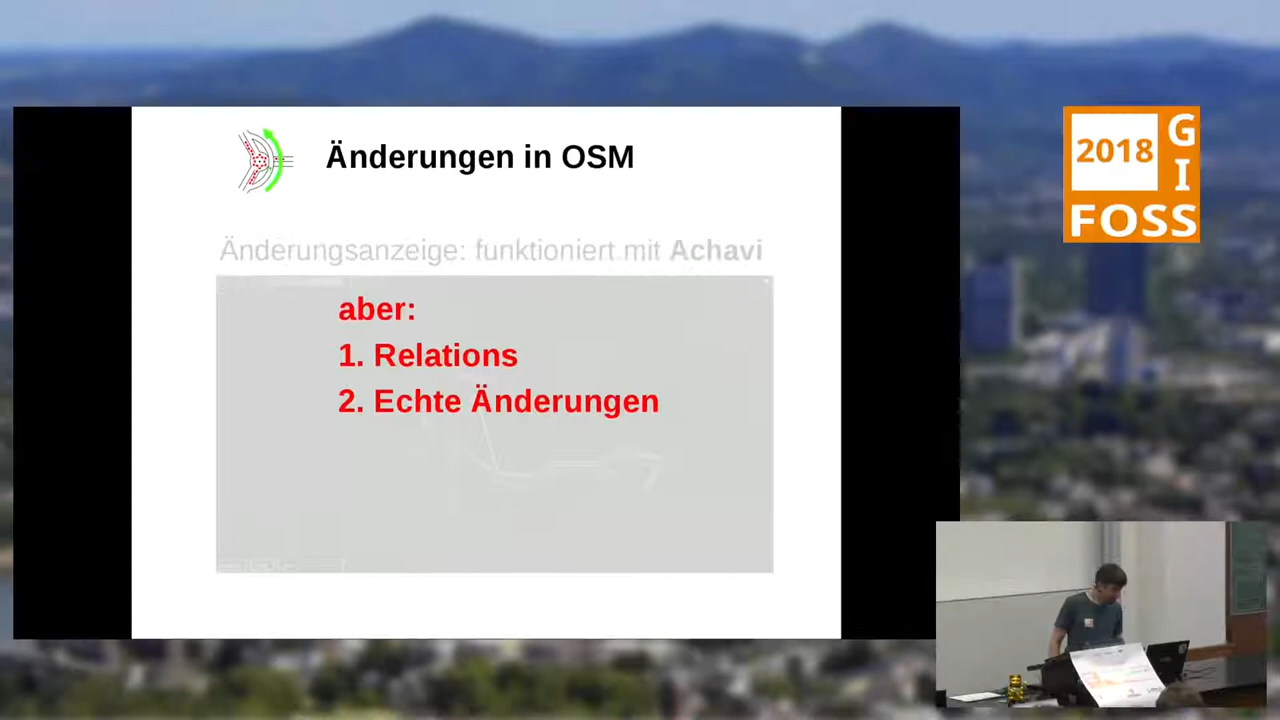 Änderungen in OSM
Änderungsanzeige: funktioniert mit Achavi
aber:
1. Relations
2. Echte Änderungen
2018
G
I
FOSS